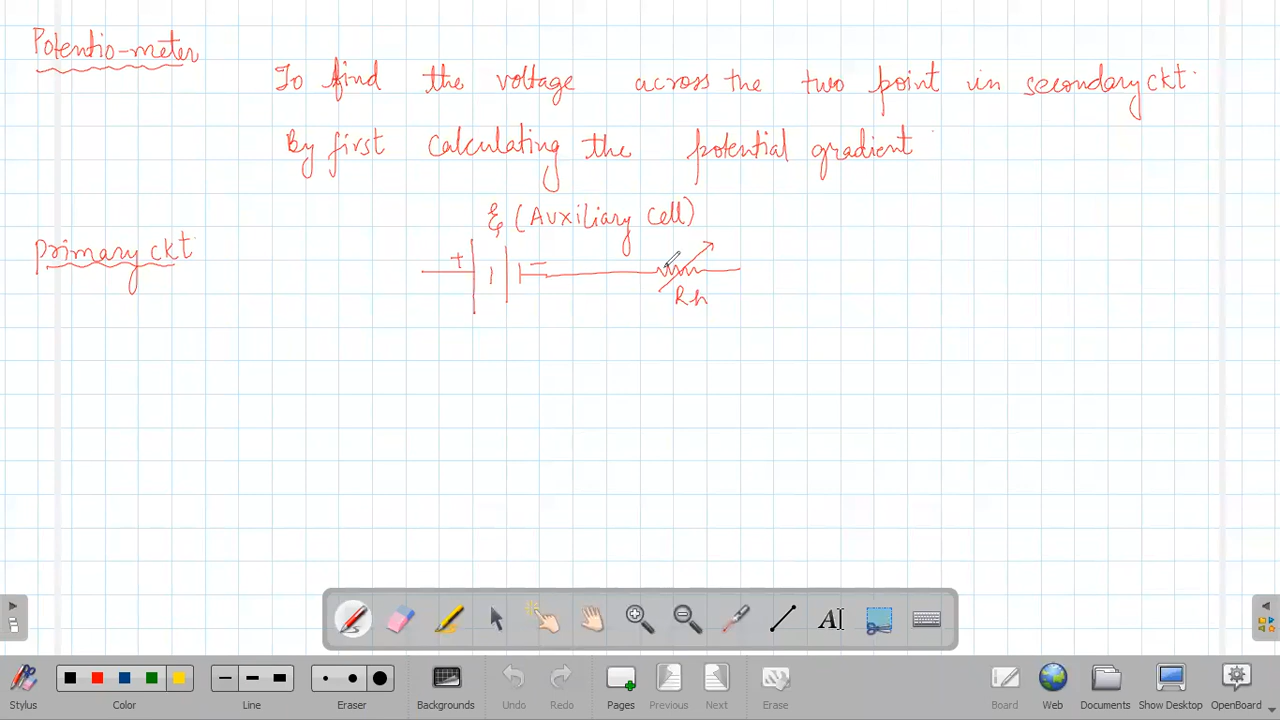 Potentio-meter
To find the voltage across the two point in secondary ckt.
By first calculating the potential gradient
ξ (Auxiliary cell)
Primary ckt
+ −
Rh
Stylus
Color
Line
Eraser
Backgrounds
Undo
Redo
Pages
Previous
Next
Erase
Board
Web
Documents
Show Desktop
OpenBoard